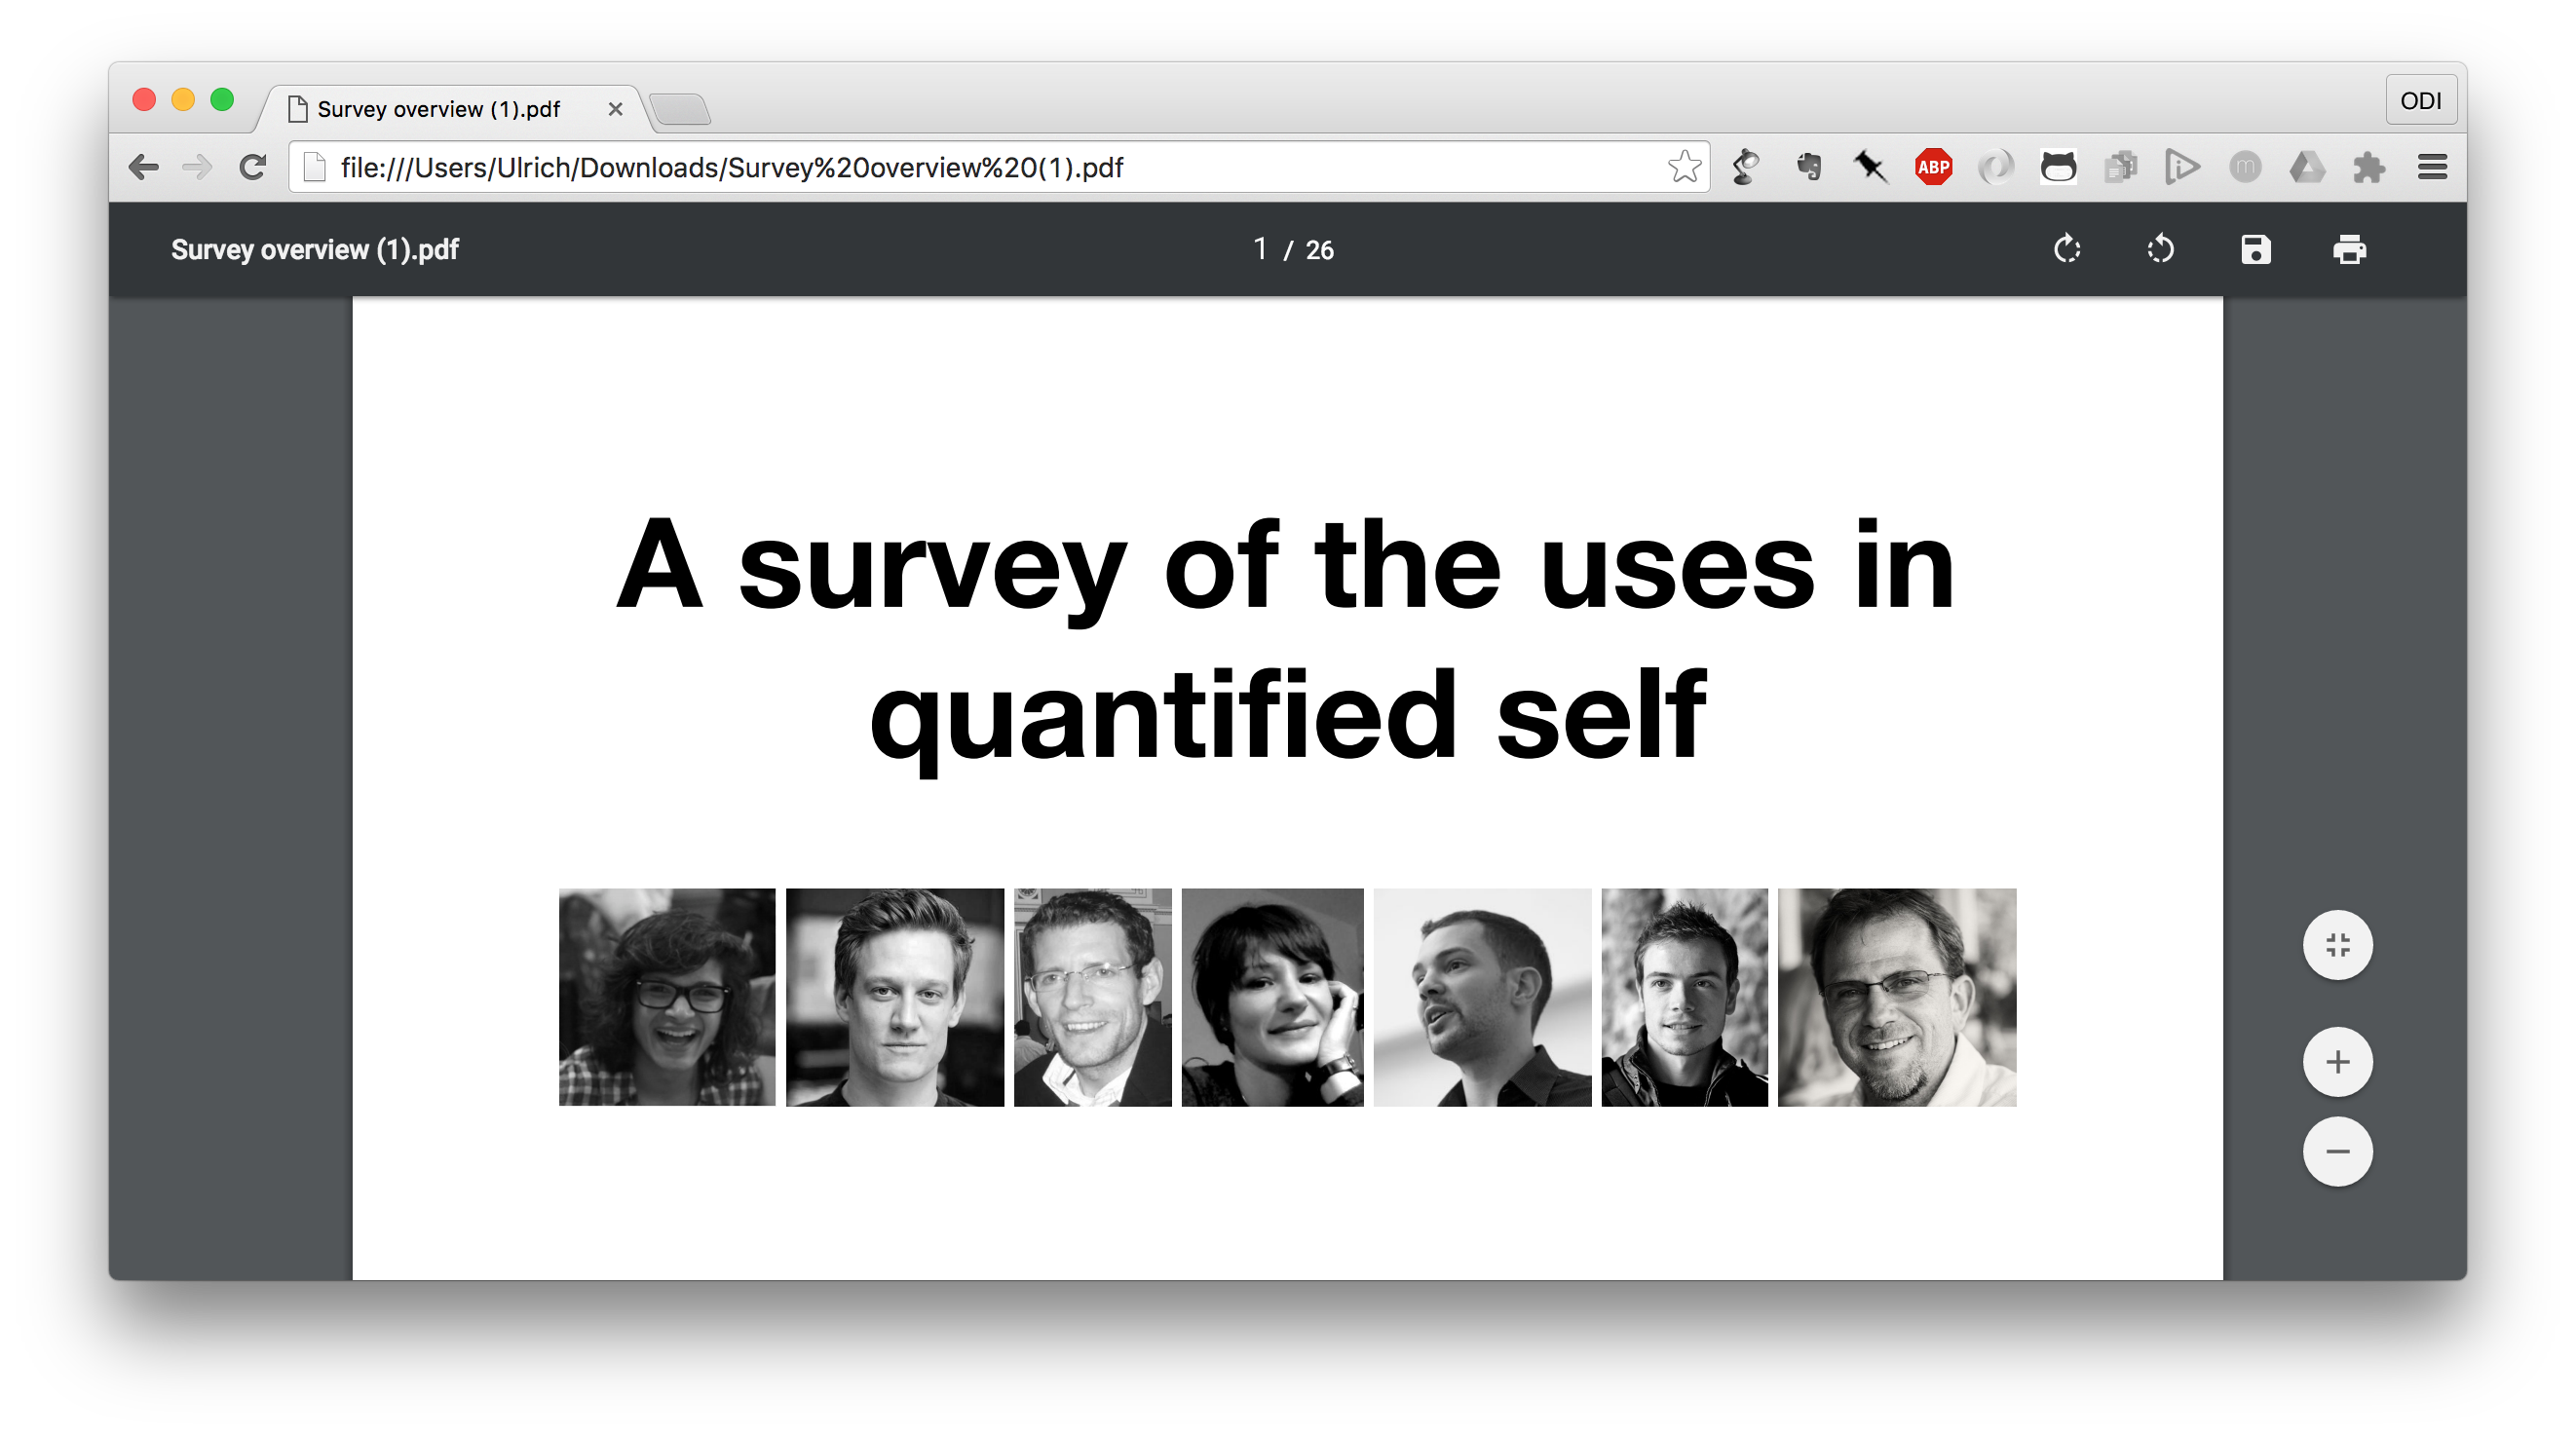 Survey overview (1).pdf
ODI
file:///Users/Ulrich/Downloads/Survey%20overview%20(1).pdf
ABP
i
m
Survey overview (1).pdf
1 / 26
A survey of the uses in
quantified self